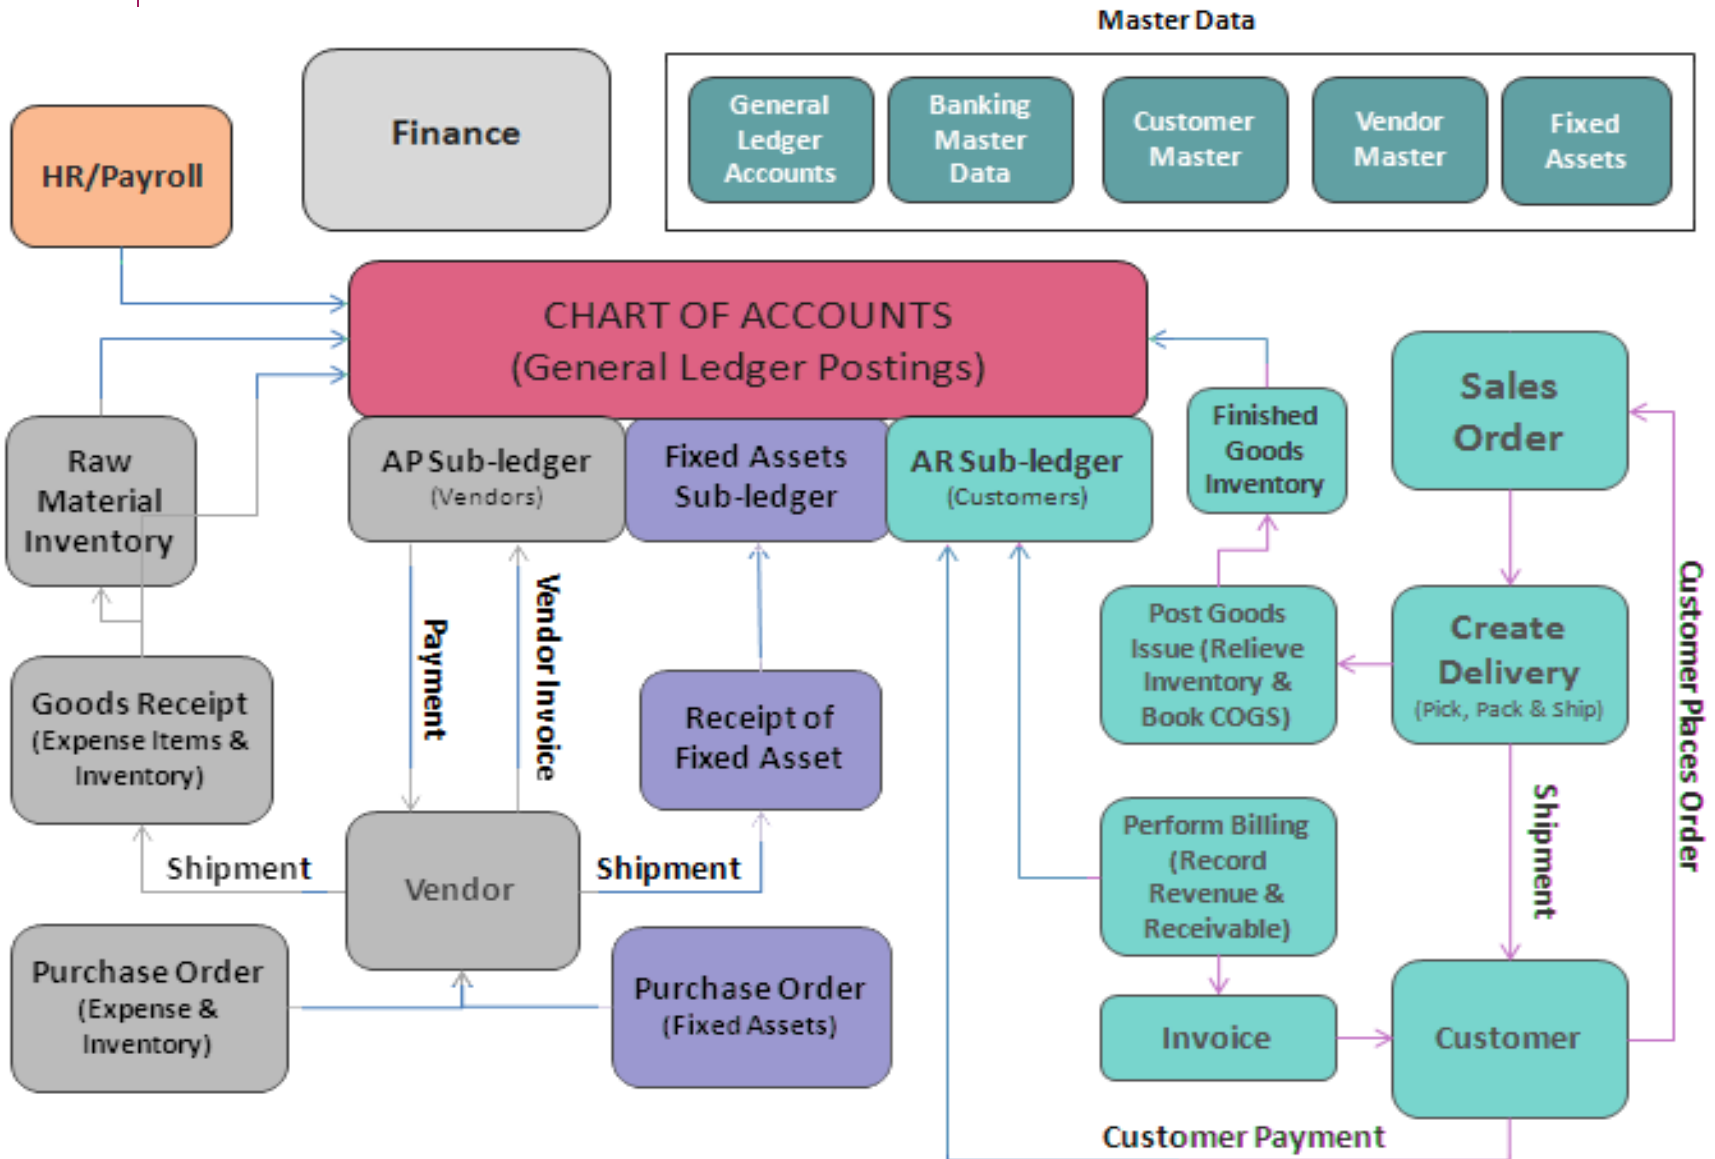 Master Data
General
Ledger
Accounts
Banking
Master
Data
Customer
Master
Vendor
Master
Fixed
Assets
Finance
HR/Payroll
CHART OF ACCOUNTS
(General Ledger Postings)
AP Sub-ledger
(Vendors)
Fixed Assets
Sub-ledger
AR Sub-ledger
(Customers)
Raw
Material
Inventory
Finished
Goods
Inventory
Sales
Order
Payment
Vendor Invoice
Goods Receipt
(Expense Items &
Inventory)
Receipt of
Fixed Asset
Post Goods
Issue (Relieve
Inventory &
Book COGS)
Create
Delivery
(Pick, Pack & Ship)
Customer Places Order
Shipment
Vendor
Shipment
Perform Billing
(Record
Revenue &
Receivable)
Shipment
Purchase Order
(Expense &
Inventory)
Purchase Order
(Fixed Assets)
Invoice
Customer
Customer Payment